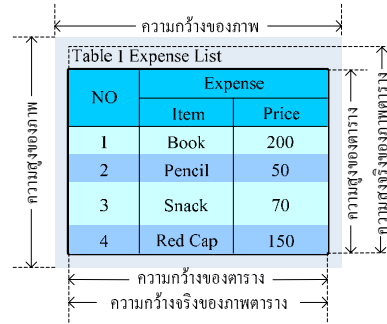 ความกว้างของภาพ
Table 1 Expense List
NO Expense
Item Price
1 Book 200
2 Pencil 50
3 Snack 70
4 Red Cap 150
ความสูงของภาพ
ความสูงของตาราง
ความสูงจริงของภาพตาราง
ความกว้างของตาราง
ความกว้างจริงของภาพตาราง